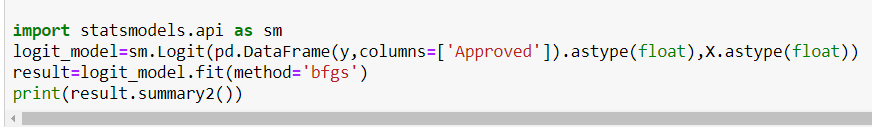 import statsmodels.api as sm
logit_model=sm.Logit(pd.DataFrame(y,columns=['Approved']).astype(float),X.astype(float))
result=logit_model.fit(method='bfgs')
print(result.summary2())